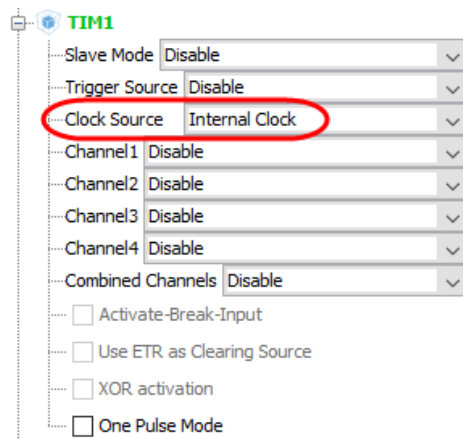 TIM1
Slave Mode Disable
Trigger Source Disable
Clock Source Internal Clock
Channel1 Disable
Channel2 Disable
Channel3 Disable
Channel4 Disable
Combined Channels Disable
Activate-Break-Input
Use ETR as Clearing Source
XOR activation
One Pulse Mode